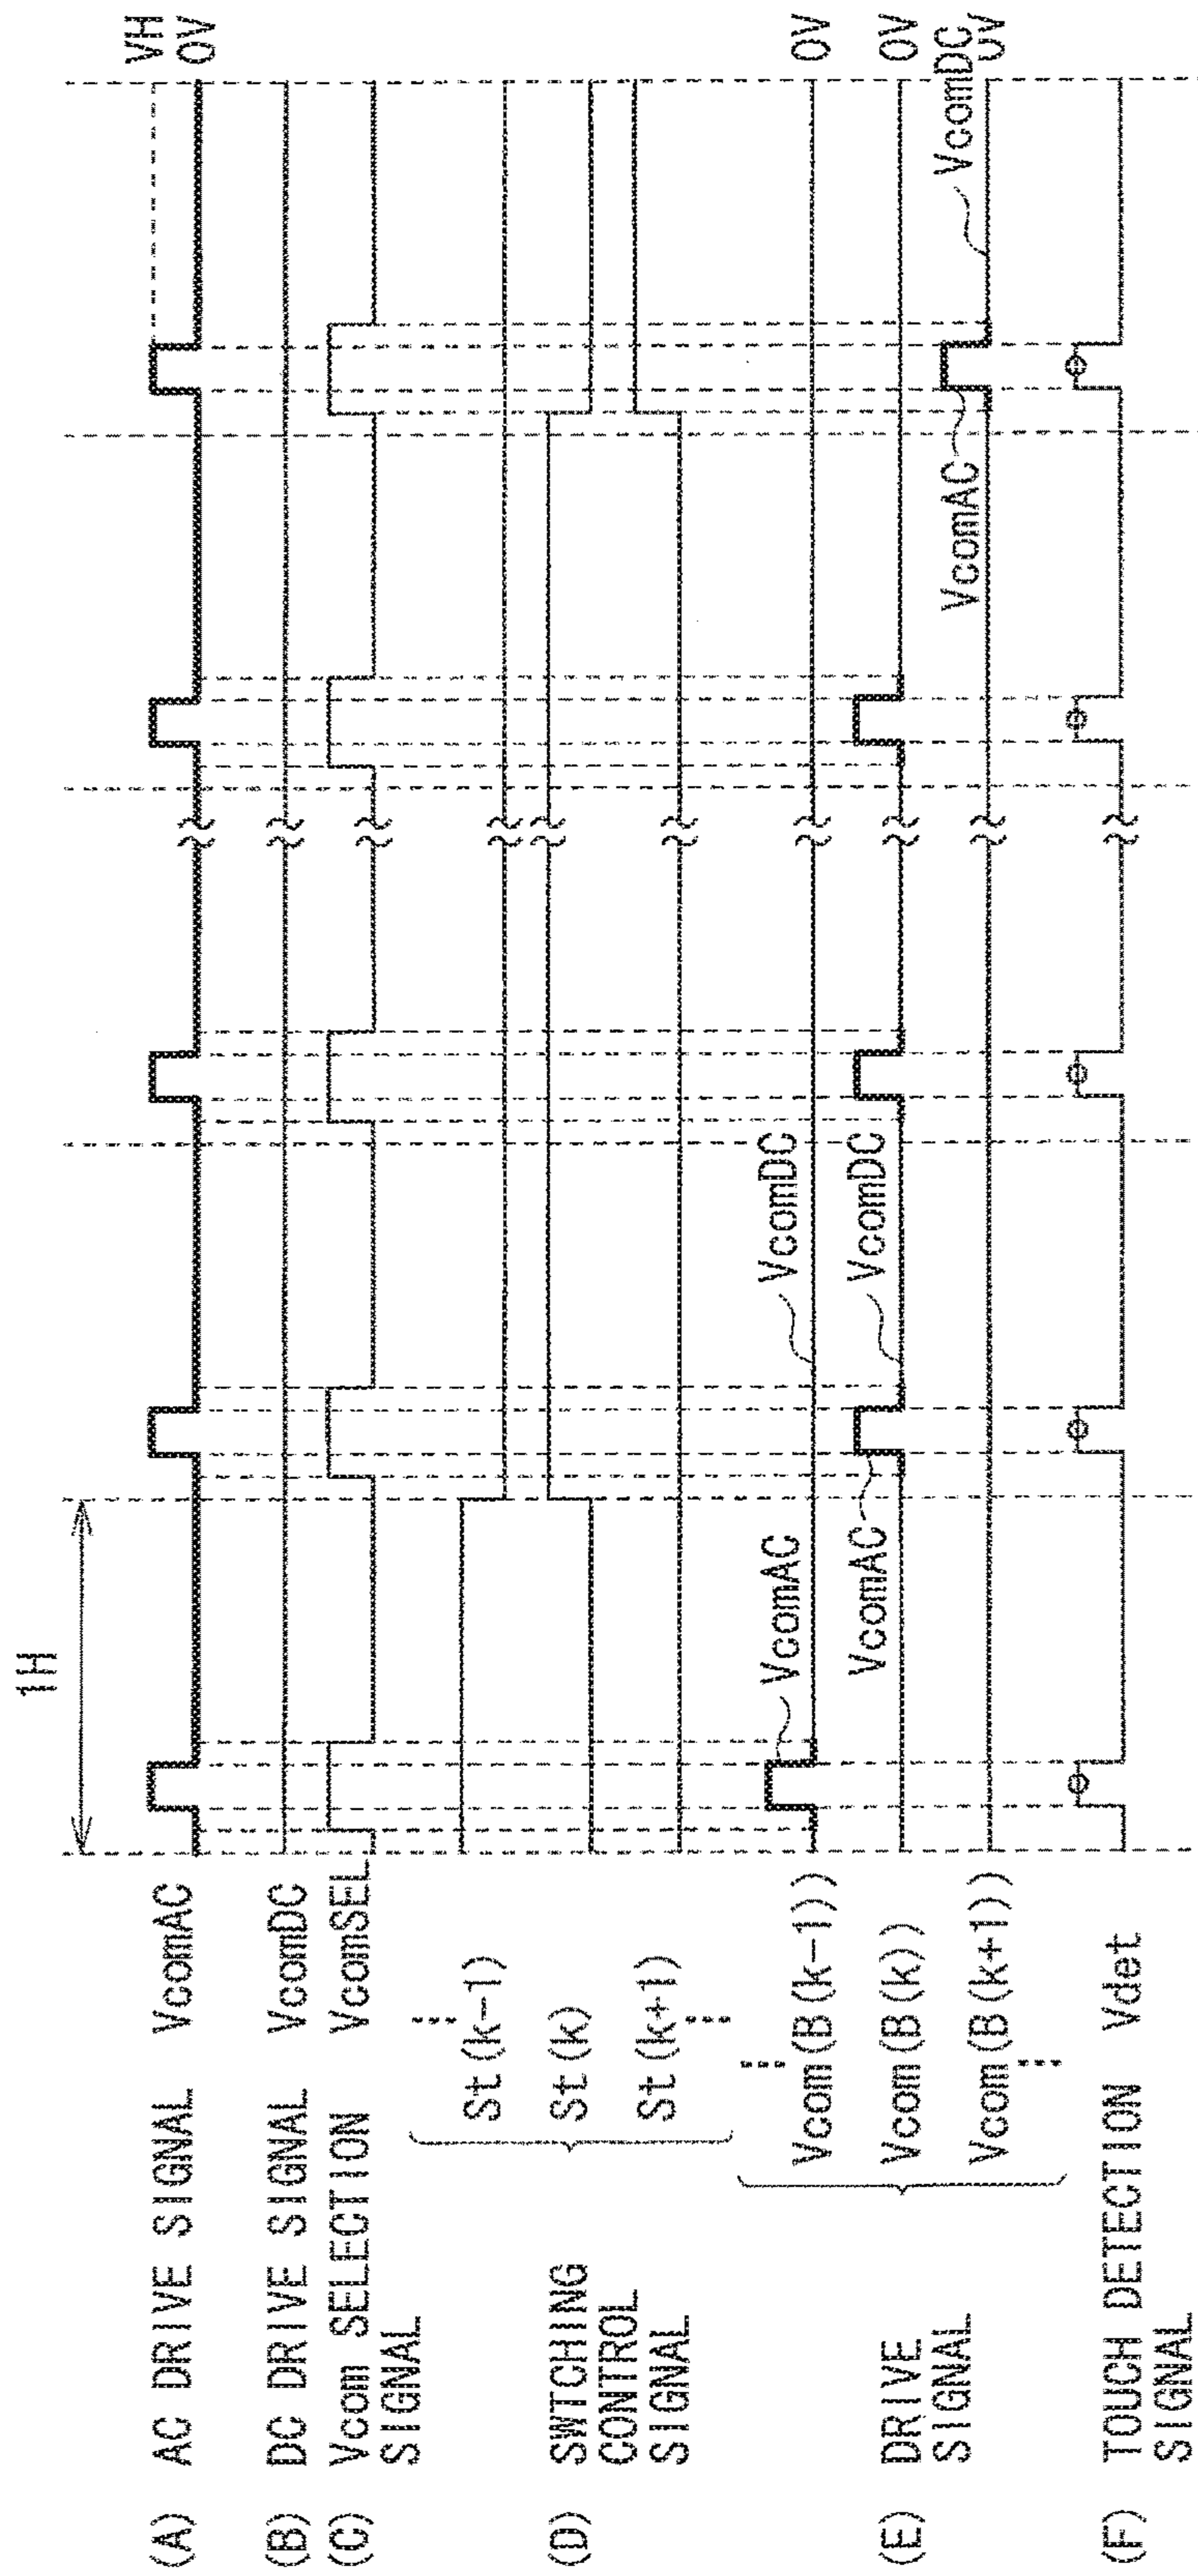 1H
(A) AC DRIVE SIGNAL VcomAC
VH
0V
(B) DC DRIVE SIGNAL VcomDC
(C) Vcom SELECTION VcomSEL
SIGNAL
St(k-1)
(D) SWTCHING St(k)
CONTROL
SIGNAL St(k+1)
VcomAC
VcomDC
Vcom(B(k-1))
0V
VcomAC
VcomDC
(E) DRIVE Vcom(B(k))
SIGNAL
0V
VcomAC
VcomDC
Vcom(B(k+1))
0V
(F) TOUCH DETECTION Vdet
SIGNAL